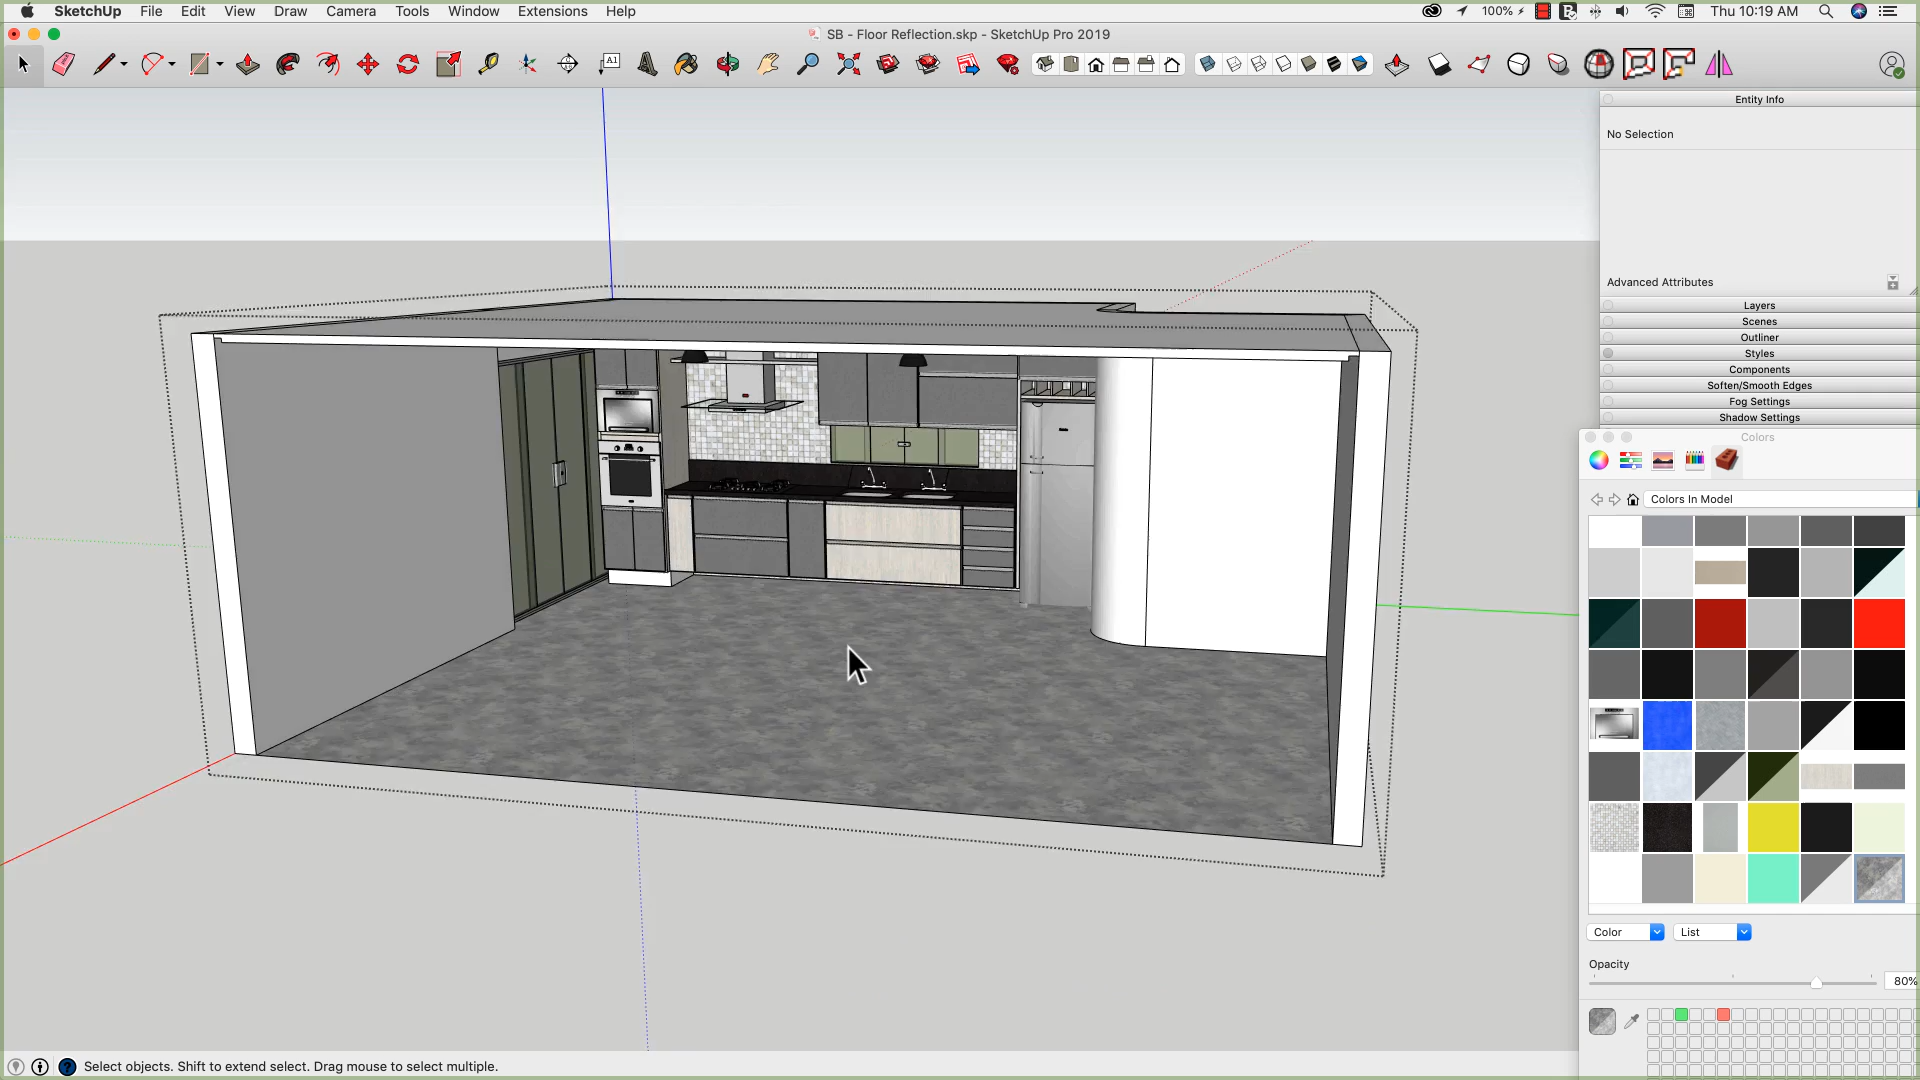 SketchUp File Edit View Draw Camera Tools Window Extensions Help 100% Thu 10:19 AM
SB - Floor Reflection.skp - SketchUp Pro 2019
A1
Entity Info
No Selection
Advanced Attributes
Layers
Scenes
Outliner
Styles
Components
Soften/Smooth Edges
Fog Settings
Shadow Settings
Colors
Colors In Model
Color List
Opacity
80%
Select objects. Shift to extend select. Drag mouse to select multiple.